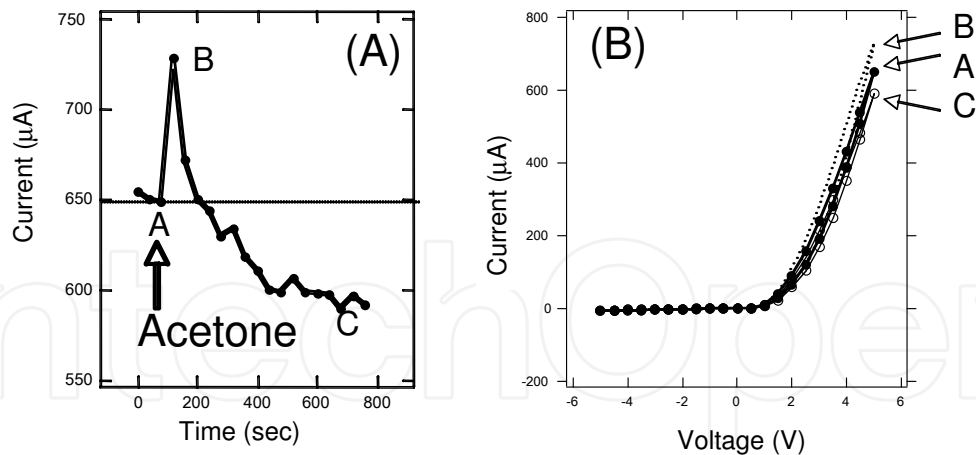 (A)
Current (μA)
750
700
650
600
550
B
A
C
Acetone
0
200
400
600
800
Time (sec)
(B)
Current (μA)
800
600
400
200
0
-200
B
A
C
-6
-4
-2
0
2
4
6
Voltage (V)
ntechOpen